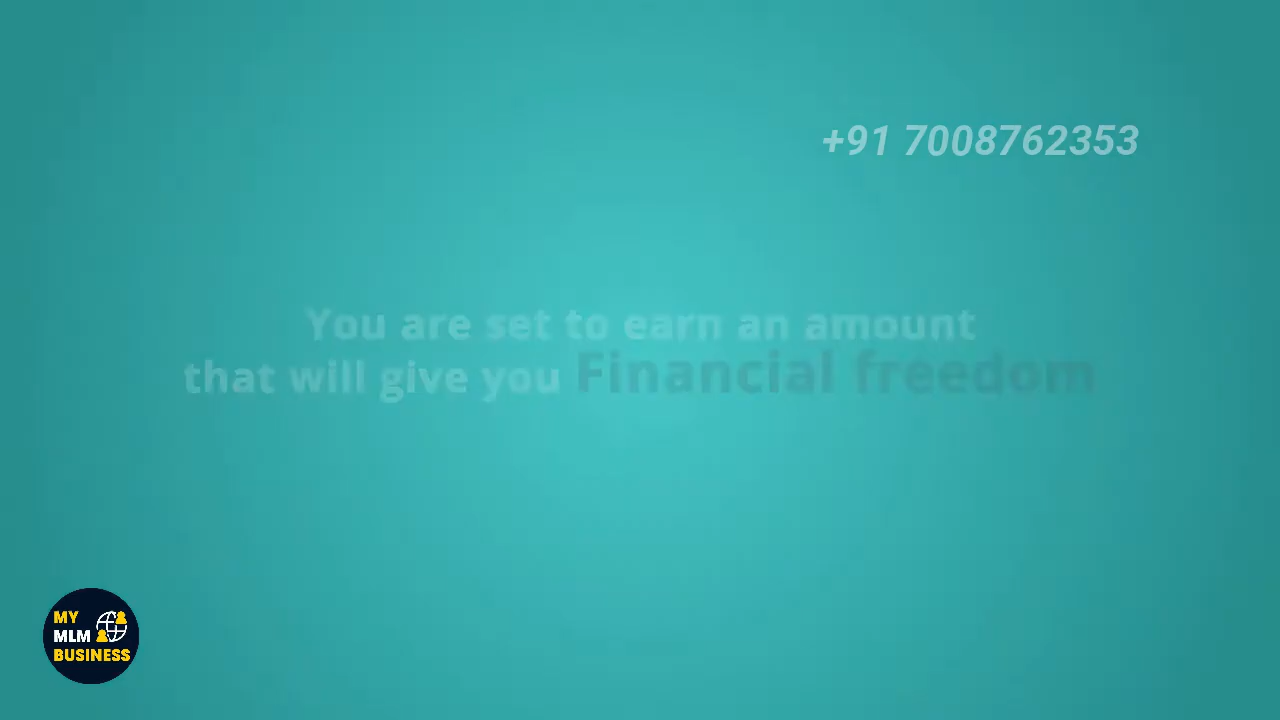 +91 7008762353
You are set to earn an amount
that will give you Financial freedom
MY
MLM
BUSINESS